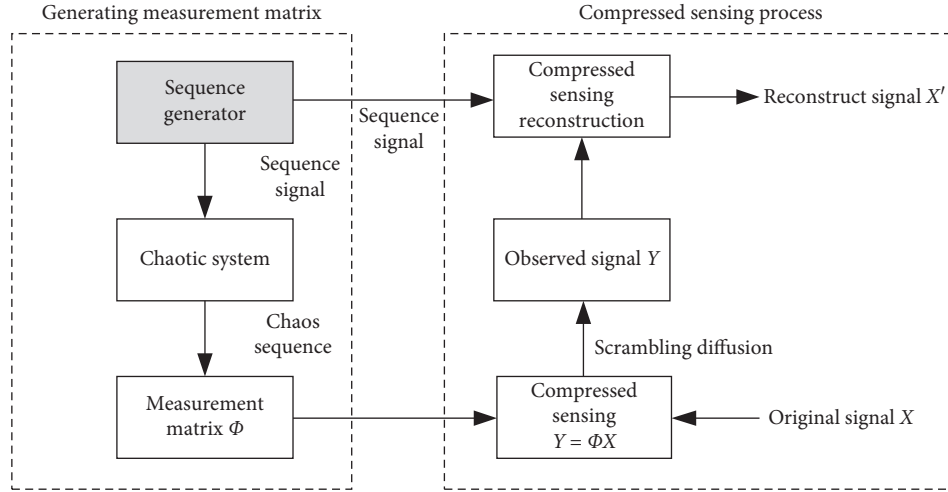 Generating measurement matrix
Compressed sensing process
Sequence
generator
Sequence
signal
Compressed
sensing
reconstruction
Reconstruct signal X′
Sequence
signal
Chaotic system
Observed signal Y
Chaos
sequence
Scrambling diffusion
Measurement
matrix Φ
Compressed
sensing
Y = ΦX
Original signal X